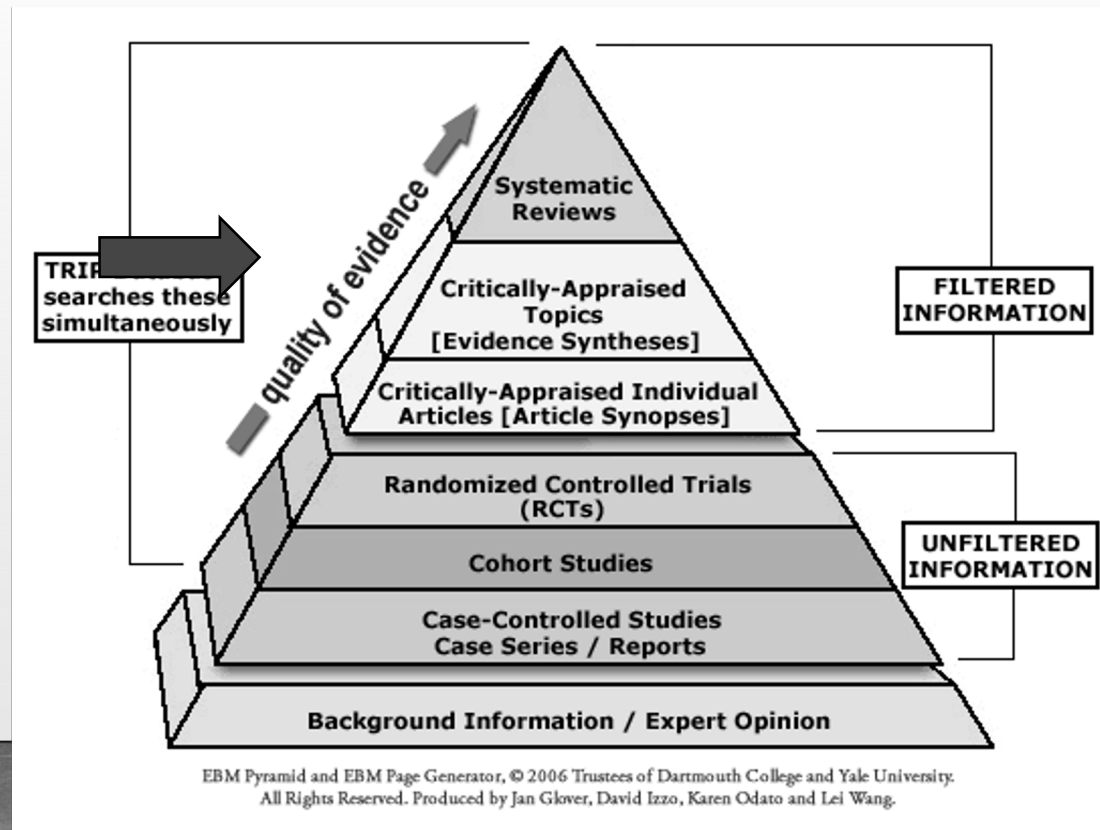 Systematic
Reviews
quality of evidence
searches these
simultaneously
Critically-Appraised
Topics
[Evidence Syntheses]
FILTERED
INFORMATION
Critically-Appraised Individual
Articles [Article Synopses]
Randomized Controlled Trials
(RCTs)
UNFILTERED
INFORMATION
Cohort Studies
Case-Controlled Studies
Case Series / Reports
Background Information / Expert Opinion
EBM Pyramid and EBM Page Generator, © 2006 Trustees of Dartmouth College and Yale University.
All Rights Reserved. Produced by Jan Glover, David Izzo, Karen Odato and Lei Wang.